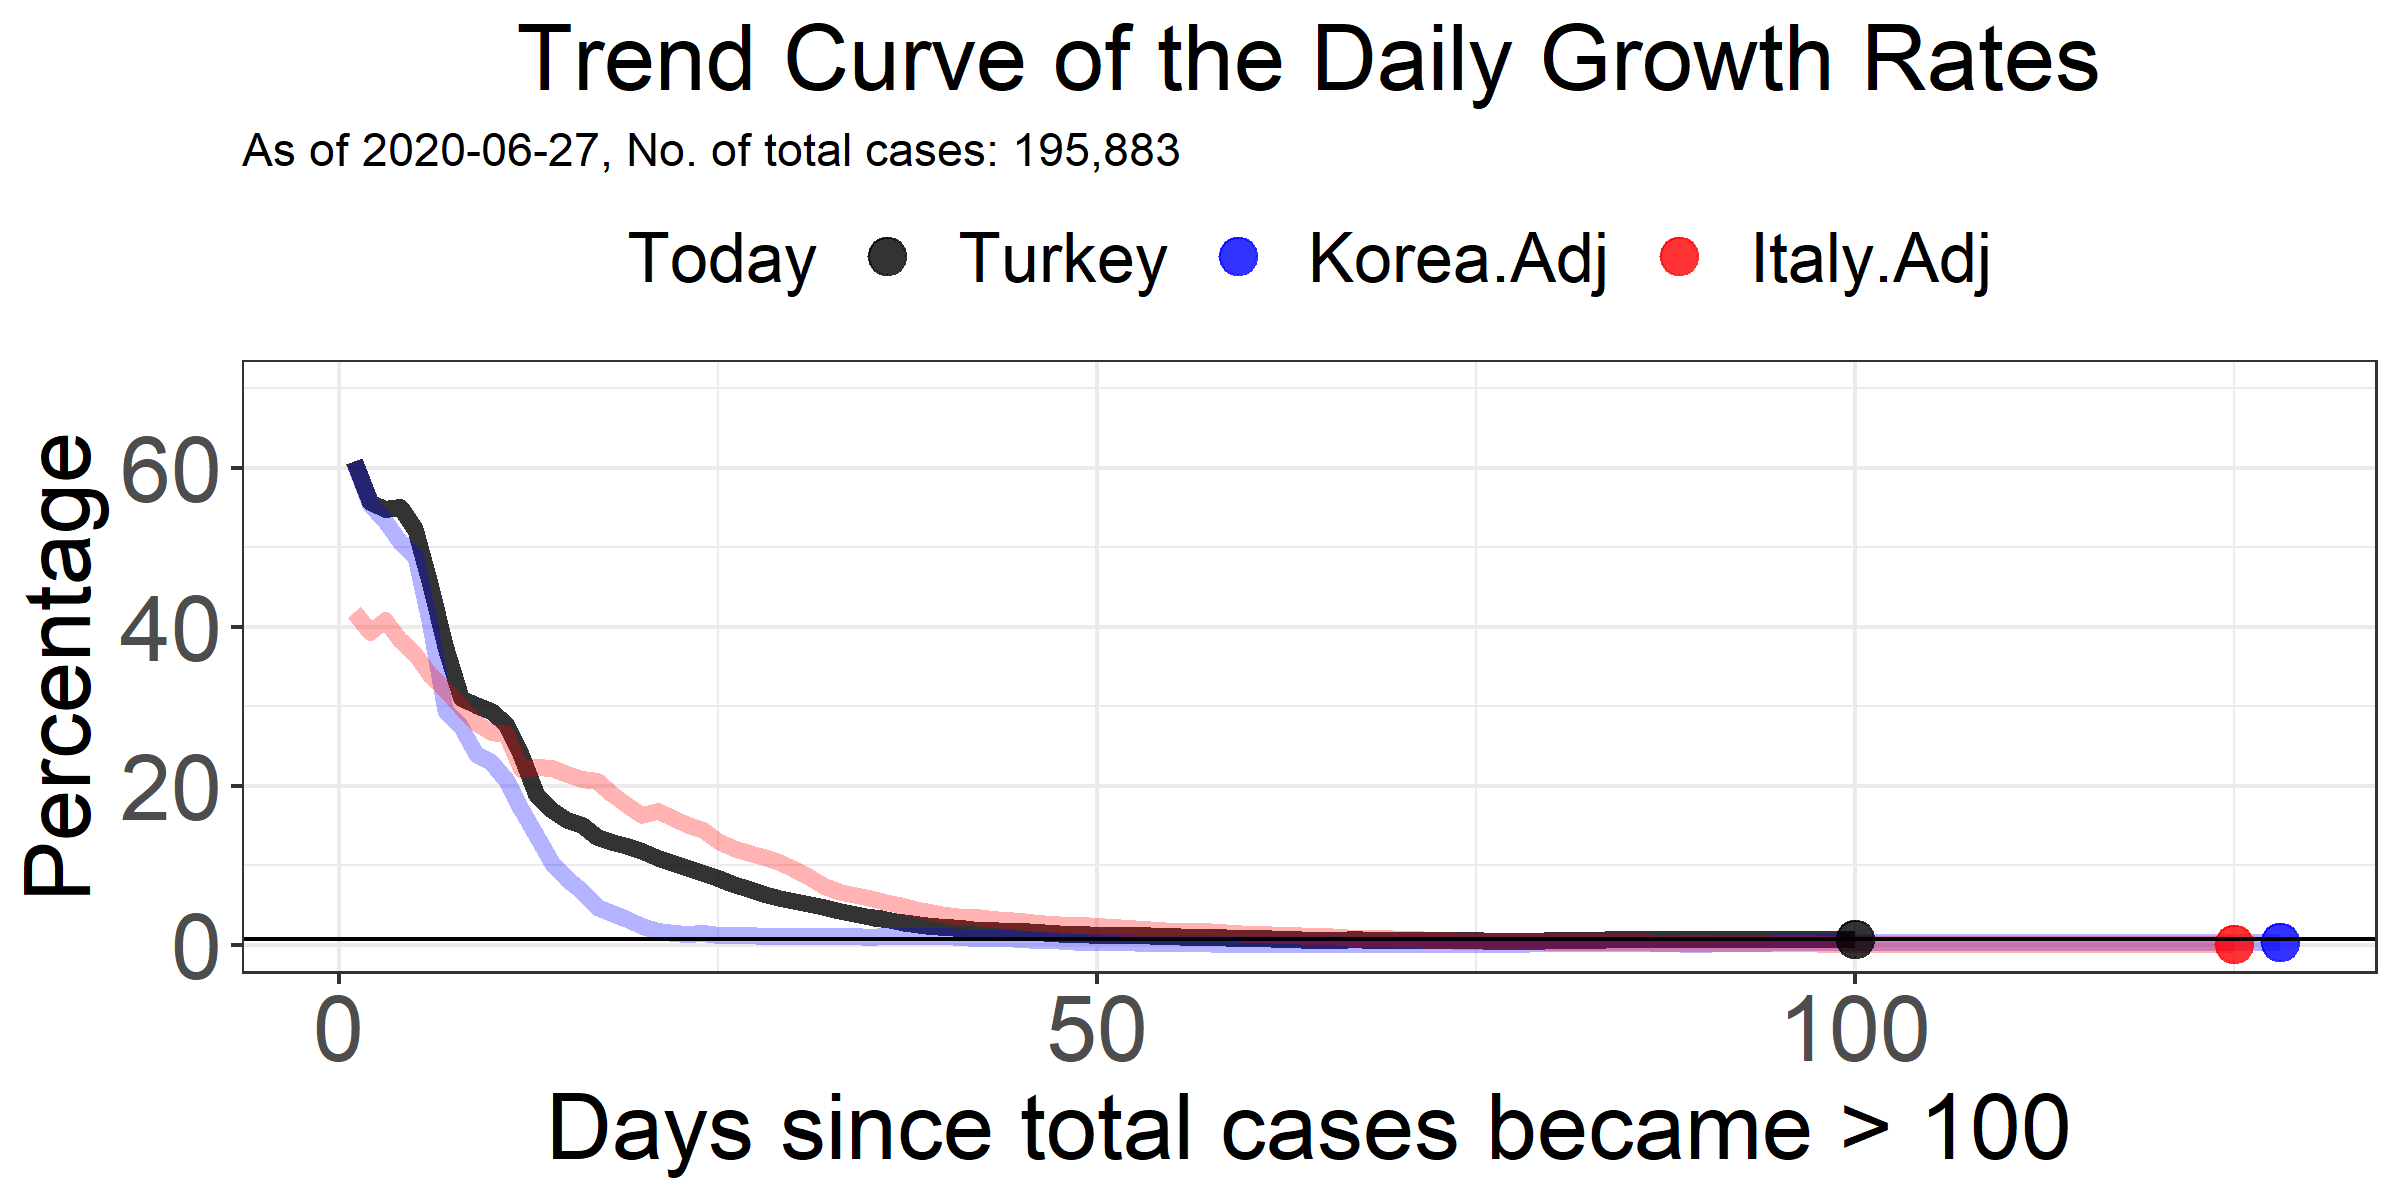 Trend Curve of the Daily Growth Rates
As of 2020-06-27, No. of total cases: 195,883
Today Turkey Korea.Adj Italy.Adj
Percentage
60
40
20
0
0 50 100
Days since total cases became > 100